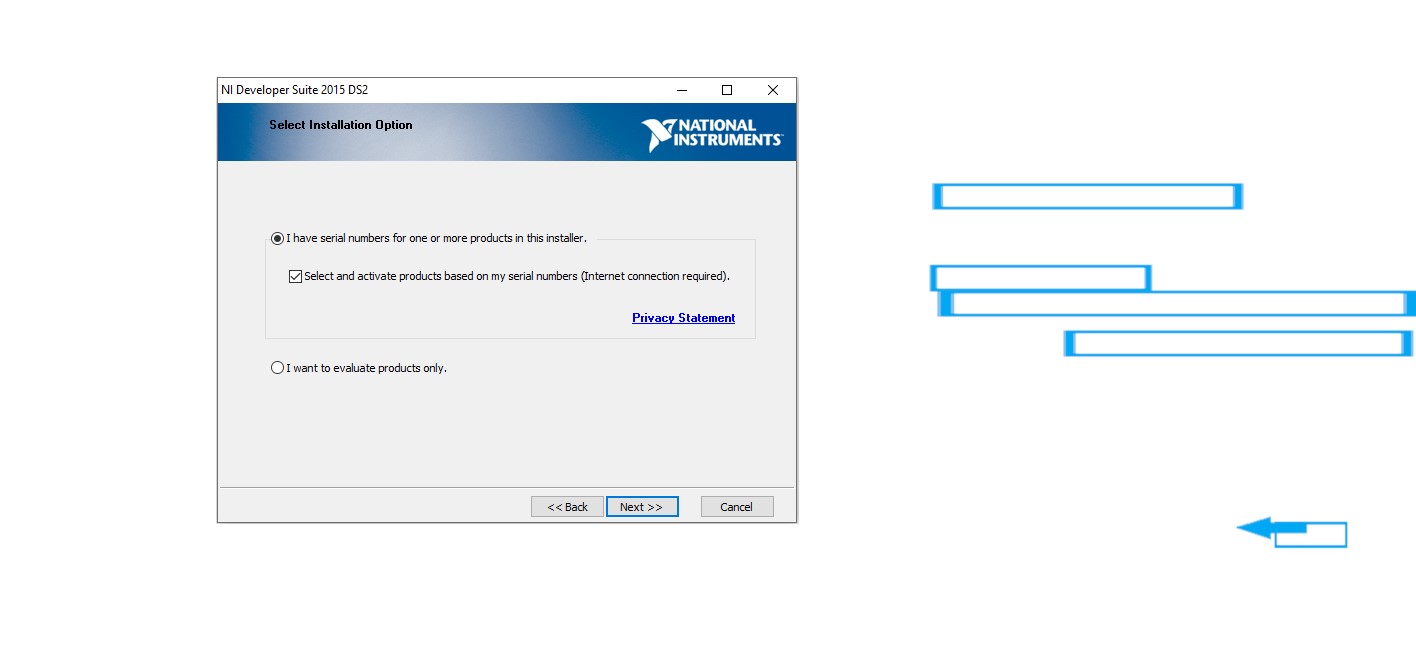 NI Developer Suite 2015 DS2
Select Installation Option
NATIONAL
INSTRUMENTS
I have serial numbers for one or more products in this installer.
Select and activate products based on my serial numbers (Internet connection required).
Privacy Statement
I want to evaluate products only.
<< Back Next >> Cancel